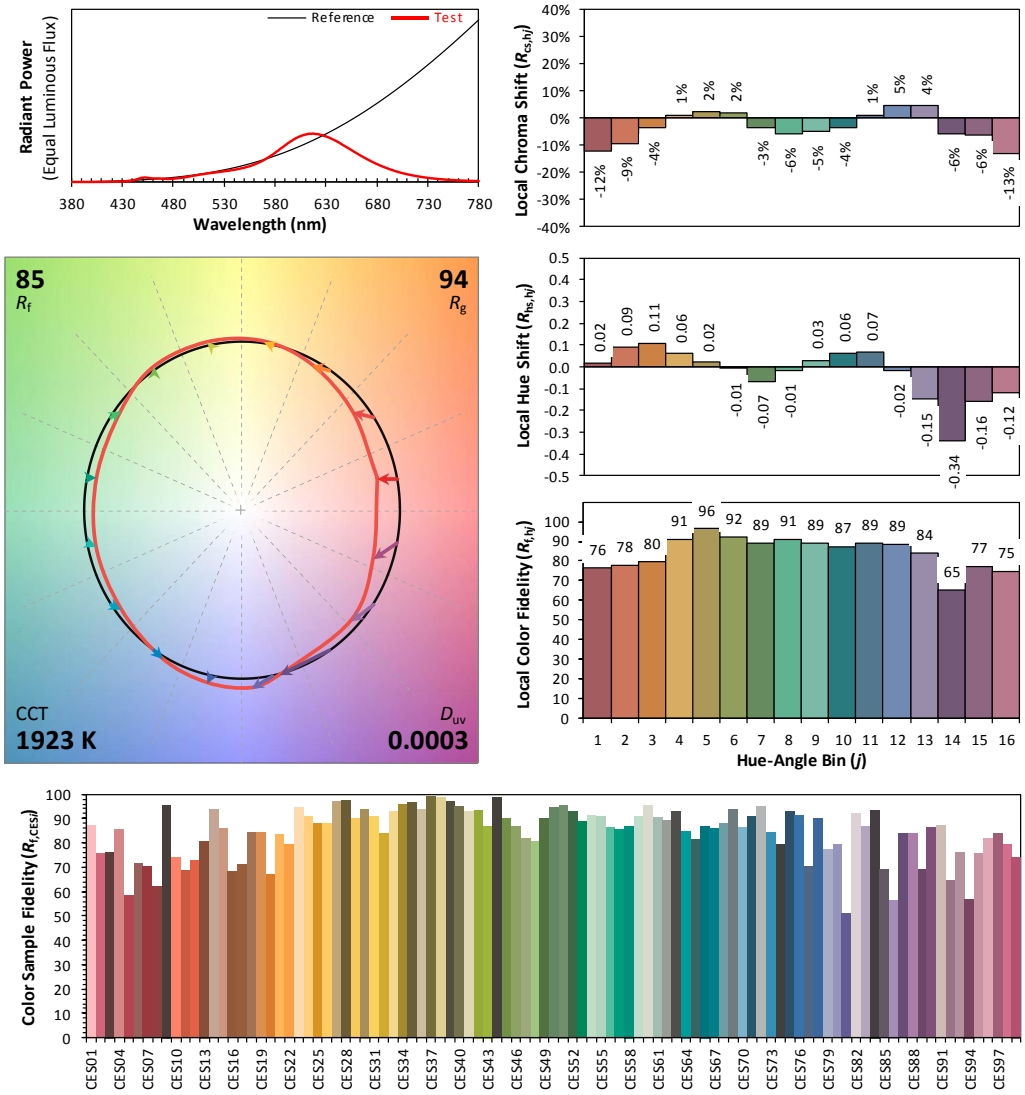 Reference
Test
Radiant Power
(Equal Luminous Flux)
380 430 480 530 580 630 680 730 780
Wavelength (nm)
Local Chroma Shift (Rcs,hj)
40%
30%
20%
10%
0%
-10%
-20%
-30%
-40%
-12% -9% -4% 1% 2% 2% -3% -6% -5% -4% 1% 5% 4% -6% -6% -13%
85
Rf
94
Rg
CCT
1923 K
Duv
0.0003
Local Hue Shift (Rhs,hj)
0.5
0.4
0.3
0.2
0.1
0.0
-0.1
-0.2
-0.3
-0.4
-0.5
0.02 0.09 0.11 0.06 0.02 -0.01 -0.07 -0.01 0.03 0.06 0.07 -0.02 -0.15 -0.34 -0.16 -0.12
Local Color Fidelity (Rf,hj)
100
90
80
70
60
50
40
30
20
10
0
76 78 80 91 96 92 89 91 89 87 89 89 84 65 77 75
1 2 3 4 5 6 7 8 9 10 11 12 13 14 15 16
Hue-Angle Bin (j)
Color Sample Fidelity (Rf,CESi)
100
90
80
70
60
50
40
30
20
10
0
CES01 CES04 CES07 CES10 CES13 CES16 CES19 CES22 CES25 CES28 CES31 CES34 CES37 CES40 CES43 CES46 CES49 CES52 CES55 CES58 CES61 CES64 CES67 CES70 CES73 CES76 CES79 CES82 CES85 CES88 CES91 CES94 CES97